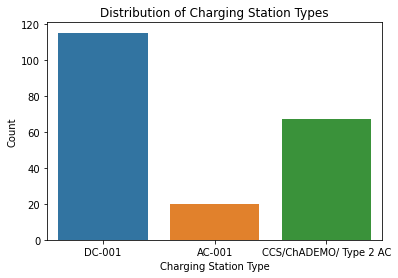 Distribution of Charging Station Types
120
100
80
60
40
20
0
Count
DC-001
AC-001
CCS/ChADEMO/ Type 2 AC
Charging Station Type